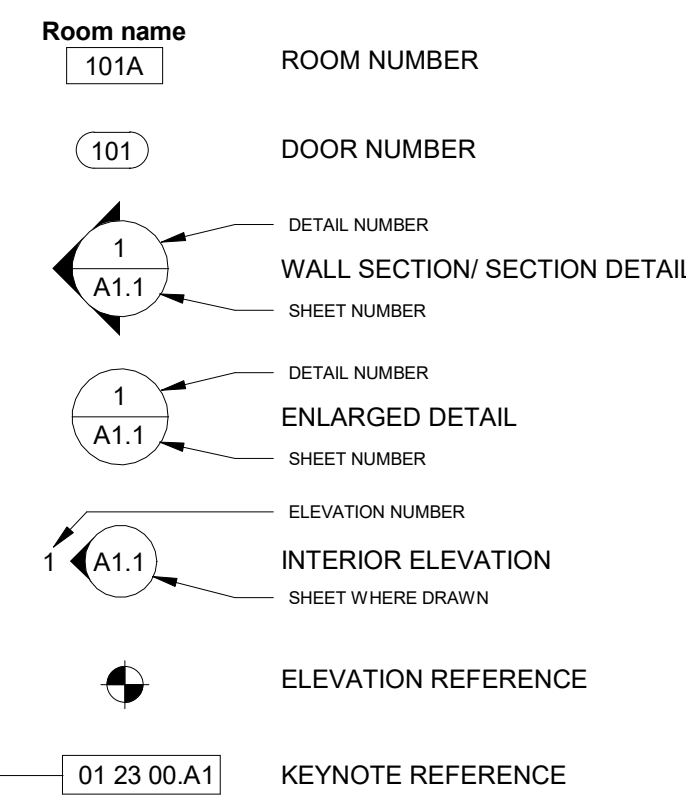 Room name
101A
ROOM NUMBER
101
DOOR NUMBER
DETAIL NUMBER
1
WALL SECTION/ SECTION DETAIL
A1.1
SHEET NUMBER
DETAIL NUMBER
1
ENLARGED DETAIL
A1.1
SHEET NUMBER
ELEVATION NUMBER
1
A1.1
INTERIOR ELEVATION
SHEET WHERE DRAWN
ELEVATION REFERENCE
01 23 00.A1
KEYNOTE REFERENCE